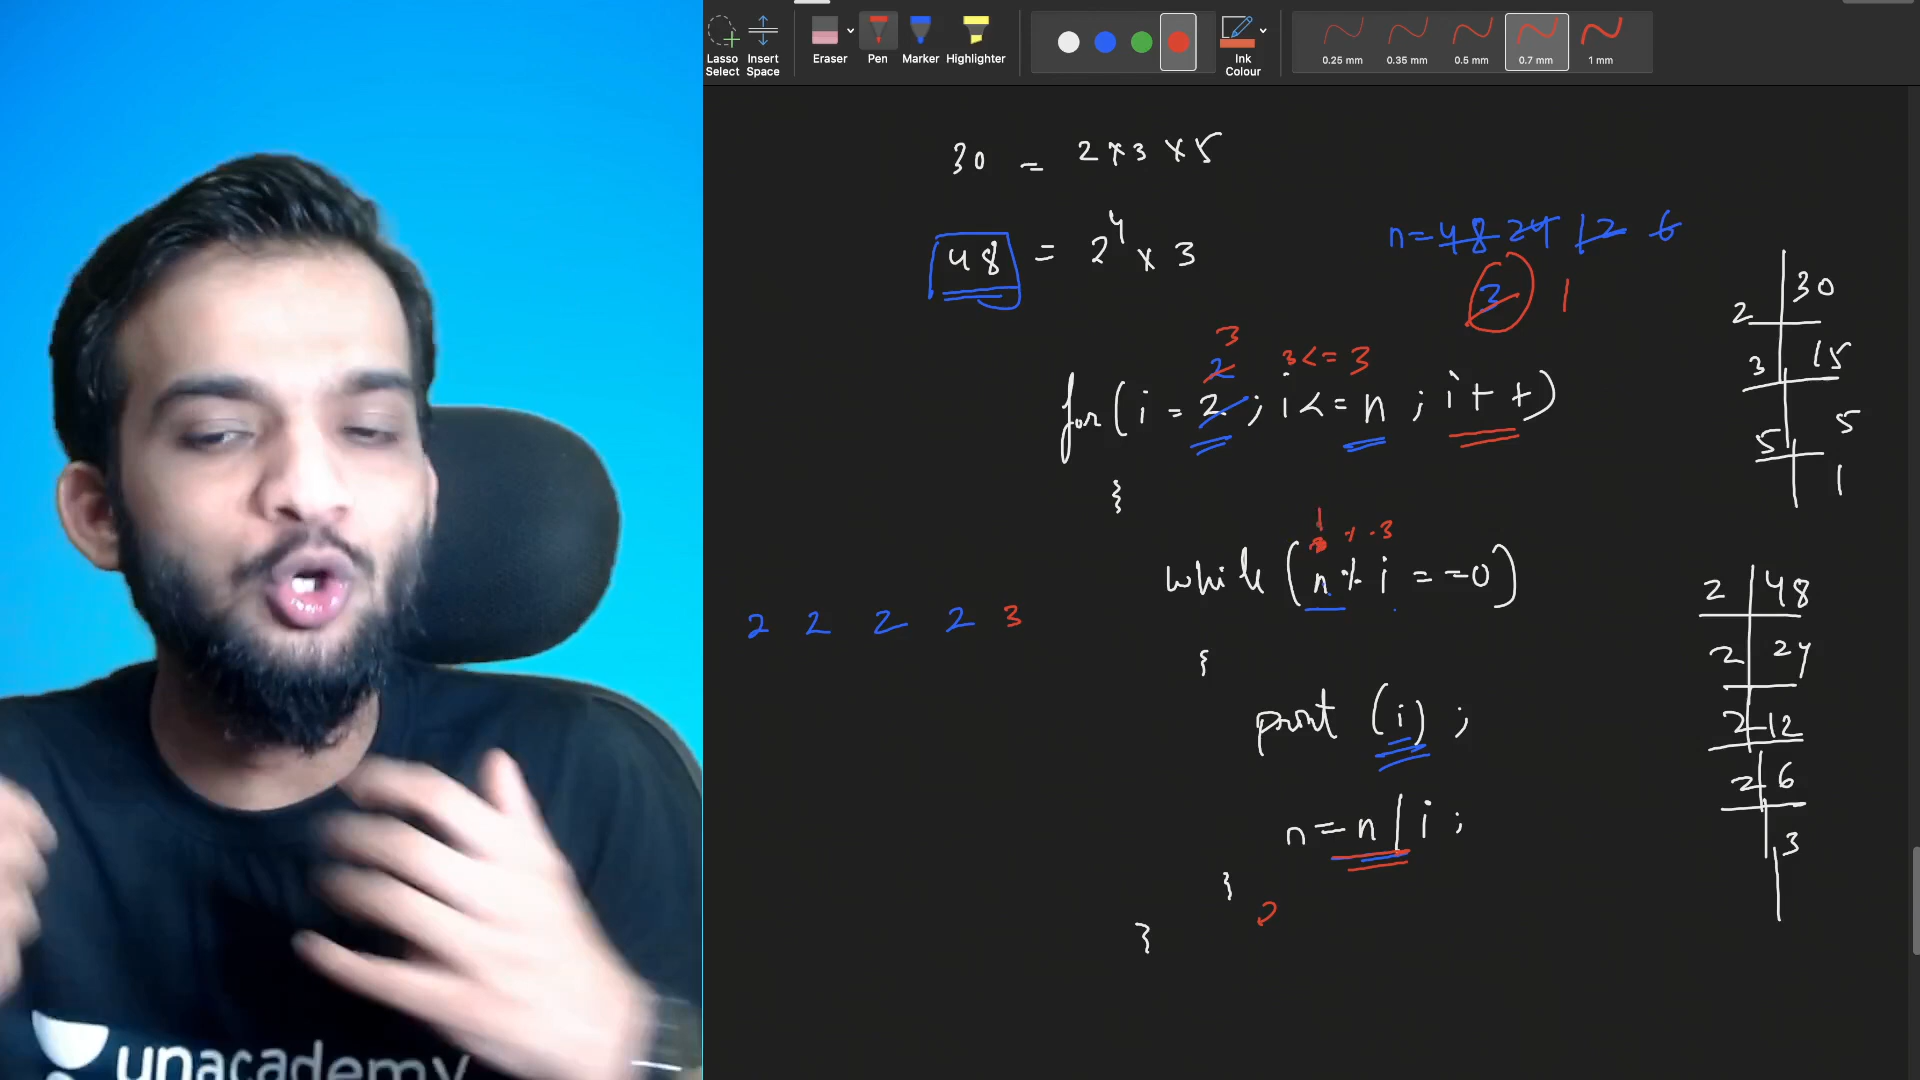 Lasso Select
Insert Space
Eraser
Pen
Marker
Highlighter
Ink Colour
0.25 mm
0.35 mm
0.5 mm
0.7 mm
1 mm
30 = 2 × 3 × 5
48 = 2^4 × 3
n=48 24 12 6
3 1
3
2 3<=3
for(i = 2 ; i<=n ; i++)
{
1 % 3
while (n % i ==0)
2 2 2 2 3
{
print (i) ;
n = n / i ;
}
}
2 | 30
3 | 15
5 | 5
1
2 | 48
2 | 24
2 | 12
2 | 6
3
unacademy